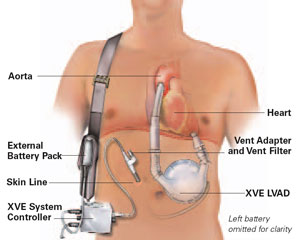 Aorta
Heart
External
Battery Pack
Vent Adapter
and Vent Filter
Skin Line
XVE LVAD
XVE System
Controller
Left battery
omitted for clarity